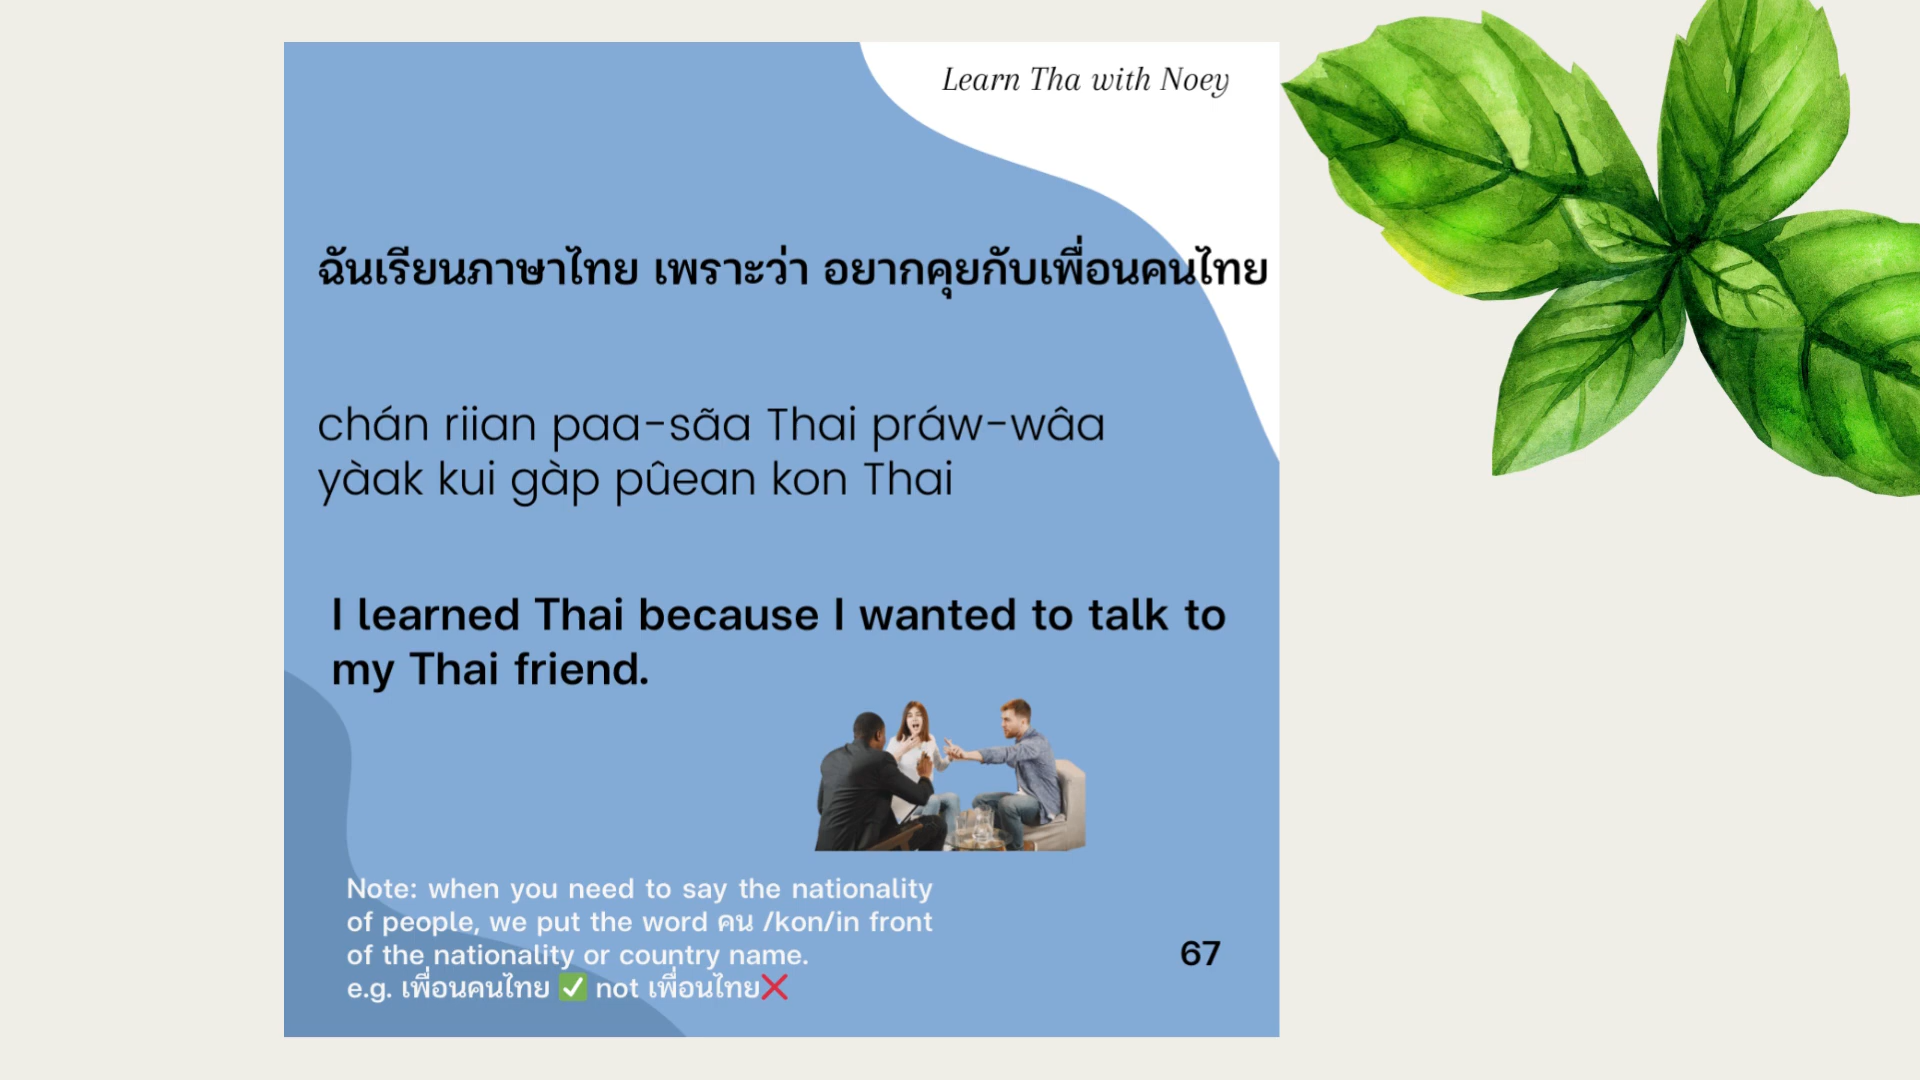 Learn Tha with Noey
ฉันเรียนภาษาไทย เพราะว่า อยากคุยกับเพื่อนคนไทย
chán riian paa-sãa Thai práw-wâa
yàak kui gàp pûean kon Thai
I learned Thai because I wanted to talk to
my Thai friend.
Note: when you need to say the nationality
of people, we put the word คน /kon/in front
of the nationality or country name.
e.g. เพื่อนคนไทย ✅ not เพื่อนไทย❌
67